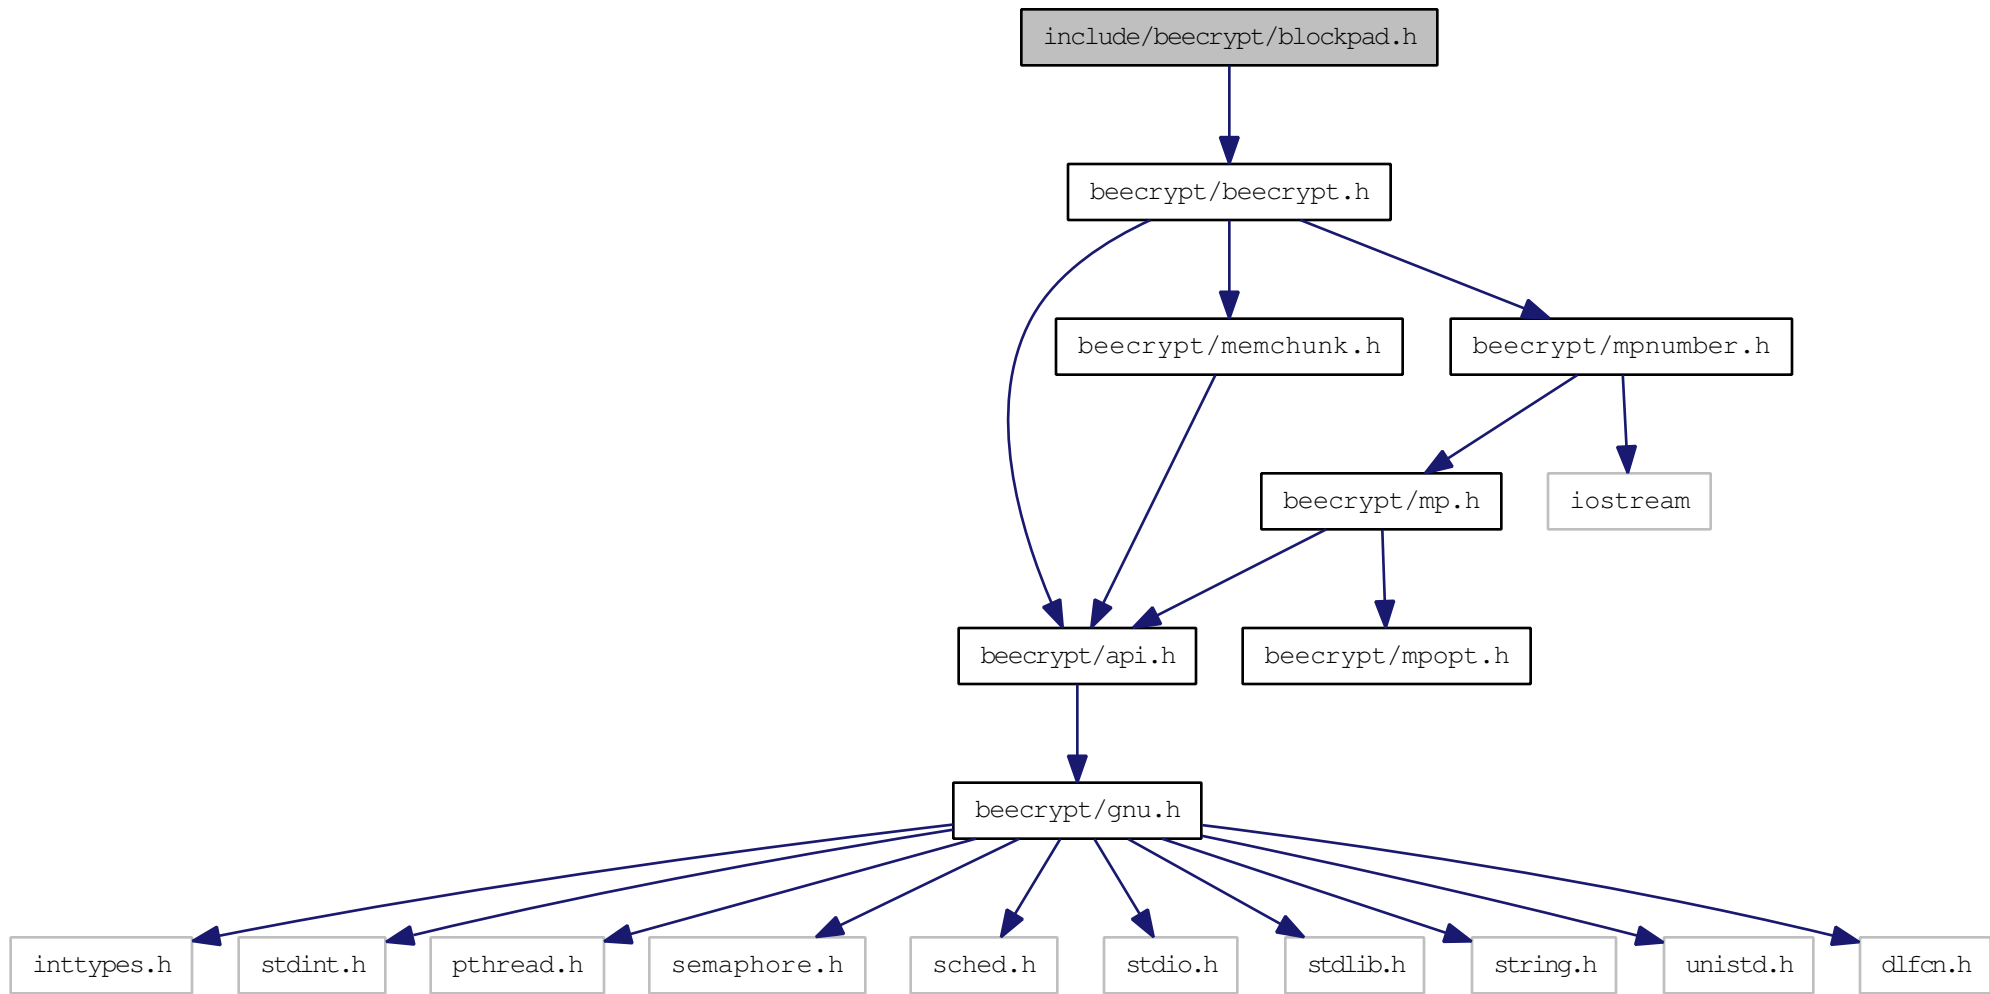 include/beecrypt/blockpad.h
beecrypt/beecrypt.h
beecrypt/memchunk.h
beecrypt/mpnumber.h
beecrypt/mp.h
iostream
beecrypt/api.h
beecrypt/mpopt.h
beecrypt/gnu.h
inttypes.h
stdint.h
pthread.h
semaphore.h
sched.h
stdio.h
stdlib.h
string.h
unistd.h
dlfcn.h